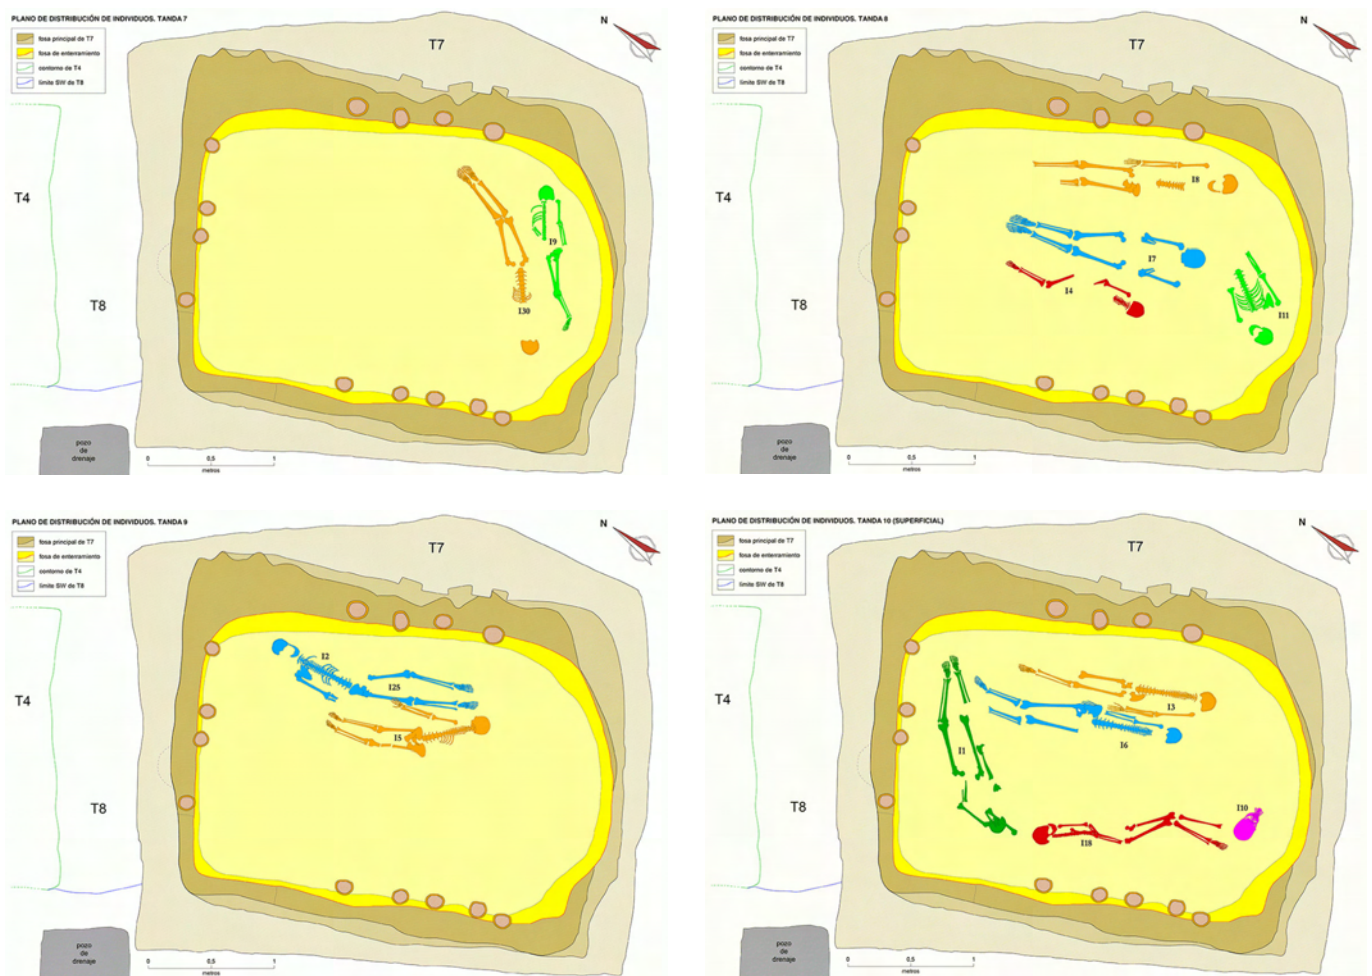 PLANO DE DISTRIBUCIÓN DE INDIVIDUOS. TANDA 7
fosa principal de T7
fosa de enterramiento
contorno de T4
límite SW de T8
T7
N
T4
T8
I9
I30
pozo
de
drenaje
0 0,5 1
metros
PLANO DE DISTRIBUCIÓN DE INDIVIDUOS. TANDA 8
fosa principal de T7
fosa de enterramiento
contorno de T4
límite SW de T8
T7
N
T4
T8
I8
I7
I4
I11
pozo
de
drenaje
0 0,5 1
metros
PLANO DE DISTRIBUCIÓN DE INDIVIDUOS. TANDA 9
fosa principal de T7
fosa de enterramiento
contorno de T4
límite SW de T8
T7
N
T4
T8
I2
I25
I5
pozo
de
drenaje
0 0,5 1
metros
PLANO DE DISTRIBUCIÓN DE INDIVIDUOS. TANDA 10 (SUPERFICIAL)
fosa principal de T7
fosa de enterramiento
contorno de T4
límite SW de T8
T7
N
T4
T8
I3
I6
I1
I10
I18
pozo
de
drenaje
0 0,5 1
metros